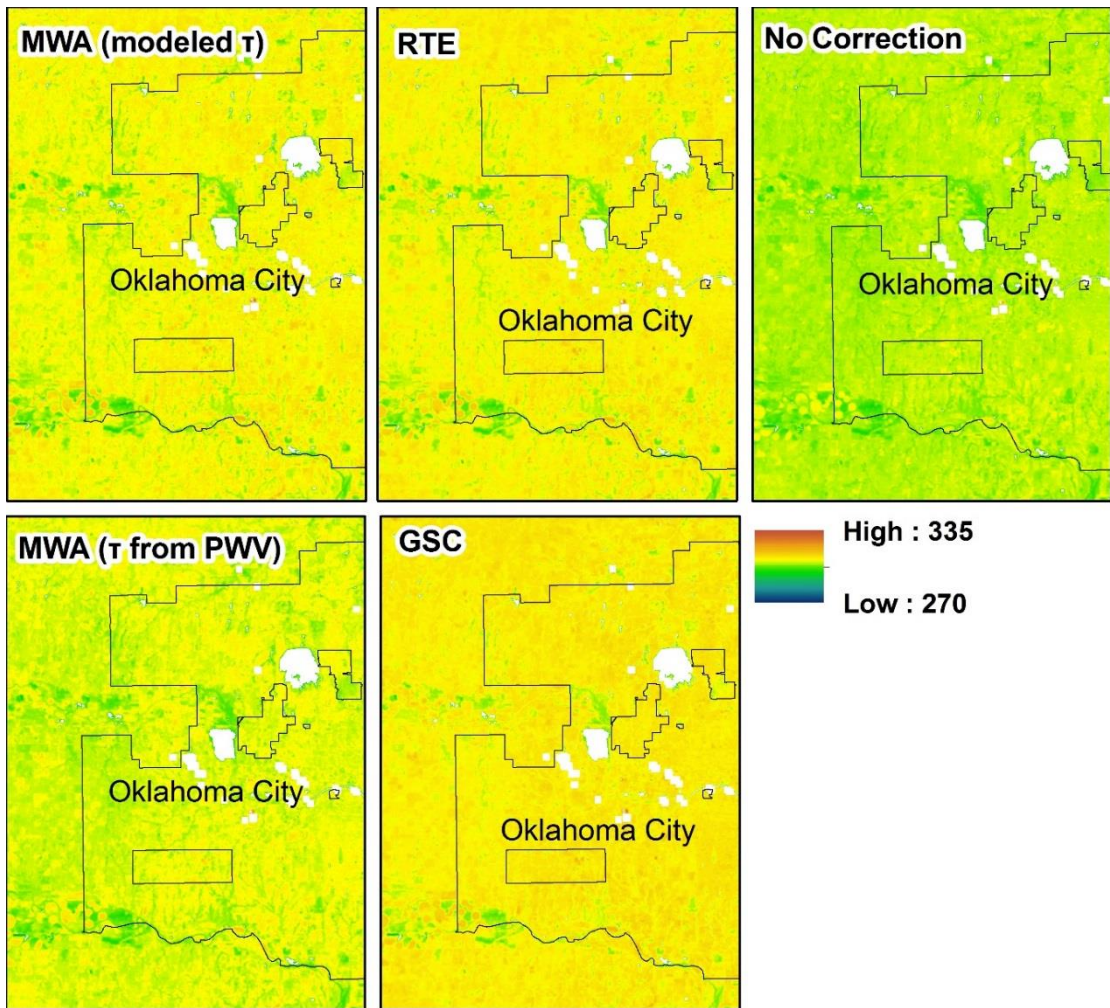 MWA (modeled τ)
RTE
No Correction
Oklahoma City
Oklahoma City
Oklahoma City
MWA (τ from PWV)
GSC
High : 335
Low : 270
Oklahoma City
Oklahoma City